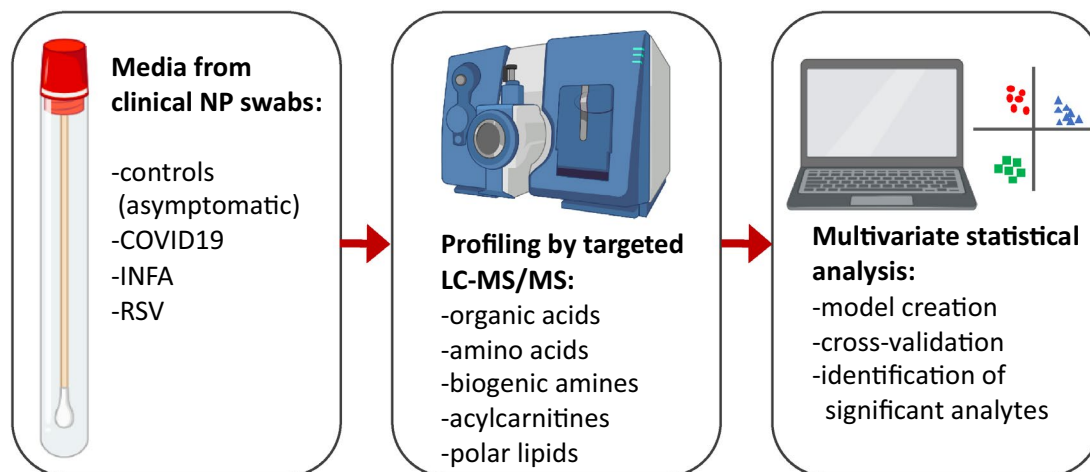 Media from
clinical NP swabs:
-controls
(asymptomatic)
-COVID19
-INFA
-RSV
Profiling by targeted
LC-MS/MS:
-organic acids
-amino acids
-biogenic amines
-acylcarnitines
-polar lipids
Multivariate statistical
analysis:
-model creation
-cross-validation
-identification of
significant analytes